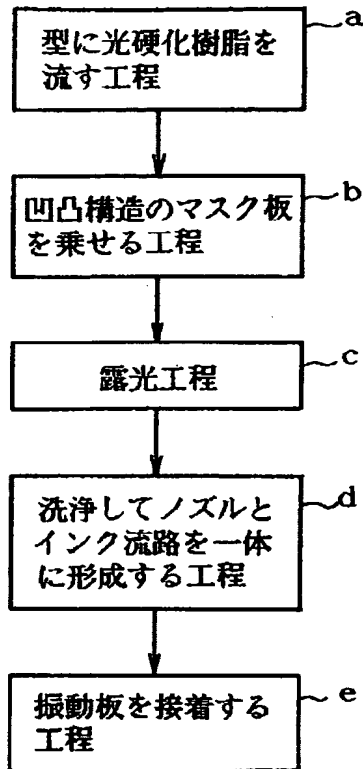 型に光硬化樹脂を
流す工程
a
凹凸構造のマスク板
を乗せる工程
b
露光工程
c
洗浄してノズルと
インク流路を一体
に形成する工程
d
振動板を接着する
工程
e